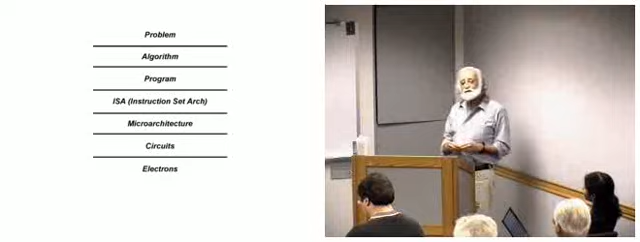 Problem
Algorithm
Program
ISA (Instruction Set Arch)
Microarchitecture
Circuits
Electrons